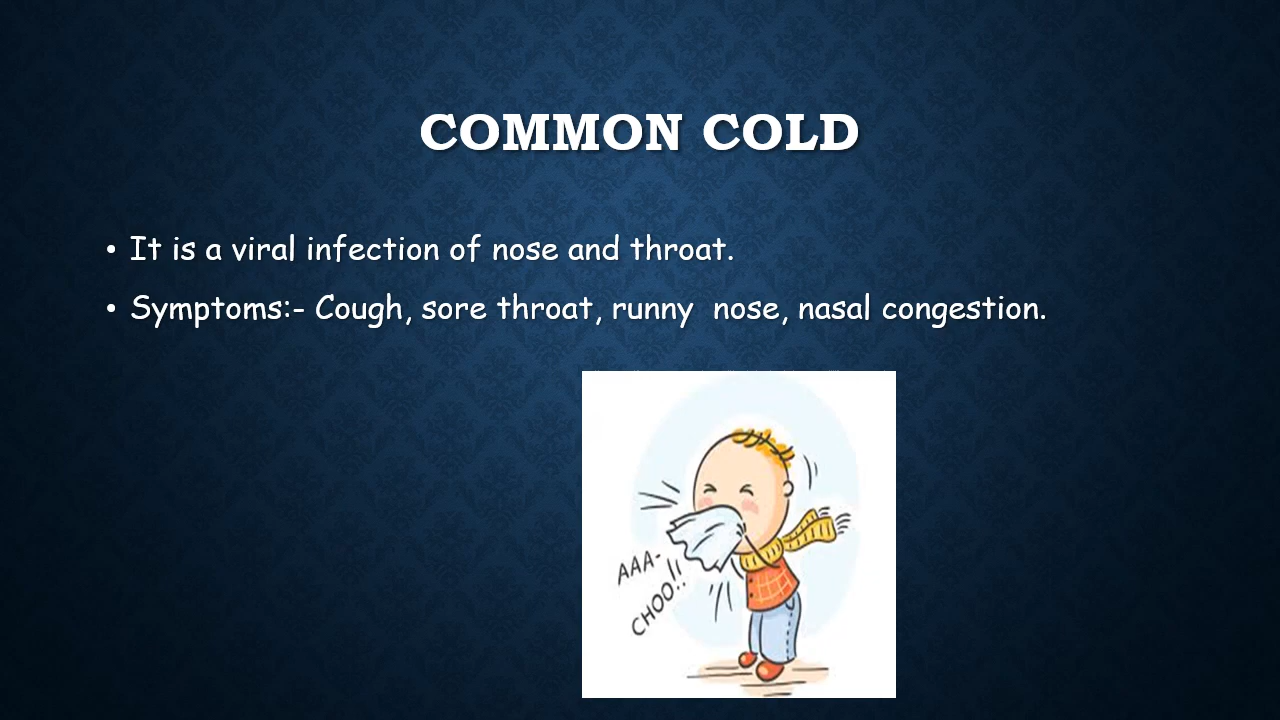 COMMON COLD
• It is a viral infection of nose and throat.
• Symptoms:- Cough, sore throat, runny  nose, nasal congestion.
AAA-
CHOO!!